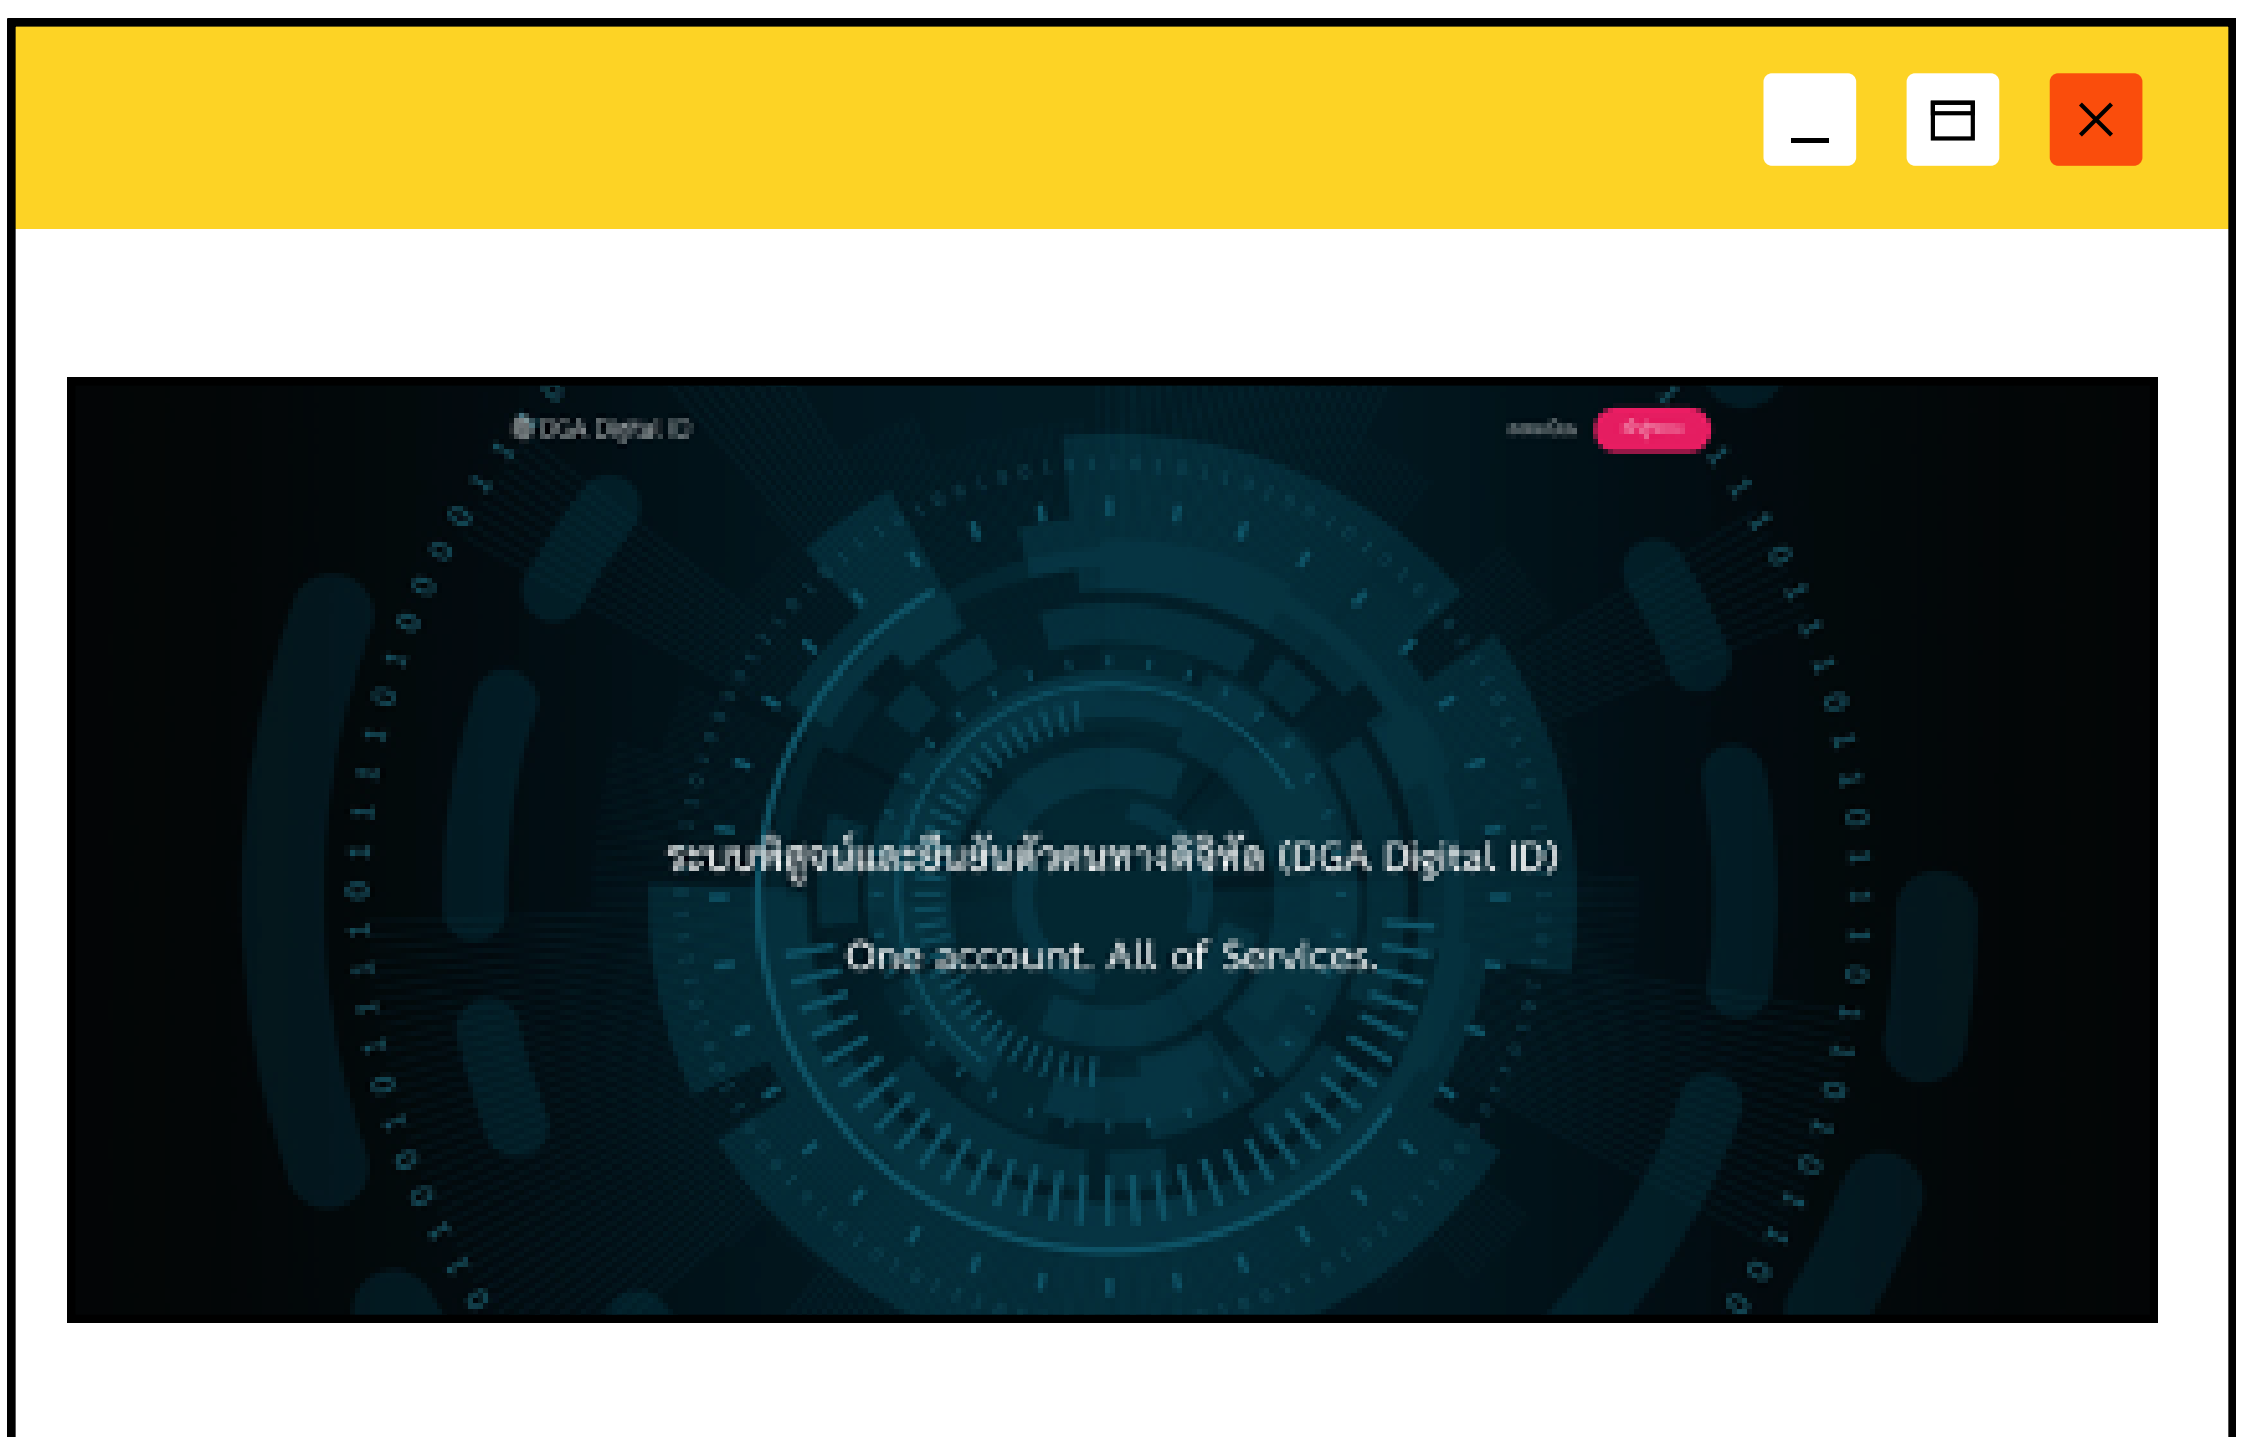 DGA Digital ID
ระบบพิสูจน์และยืนยันตัวตนทางดิจิทัล (DGA Digital ID)
One account. All of Services.